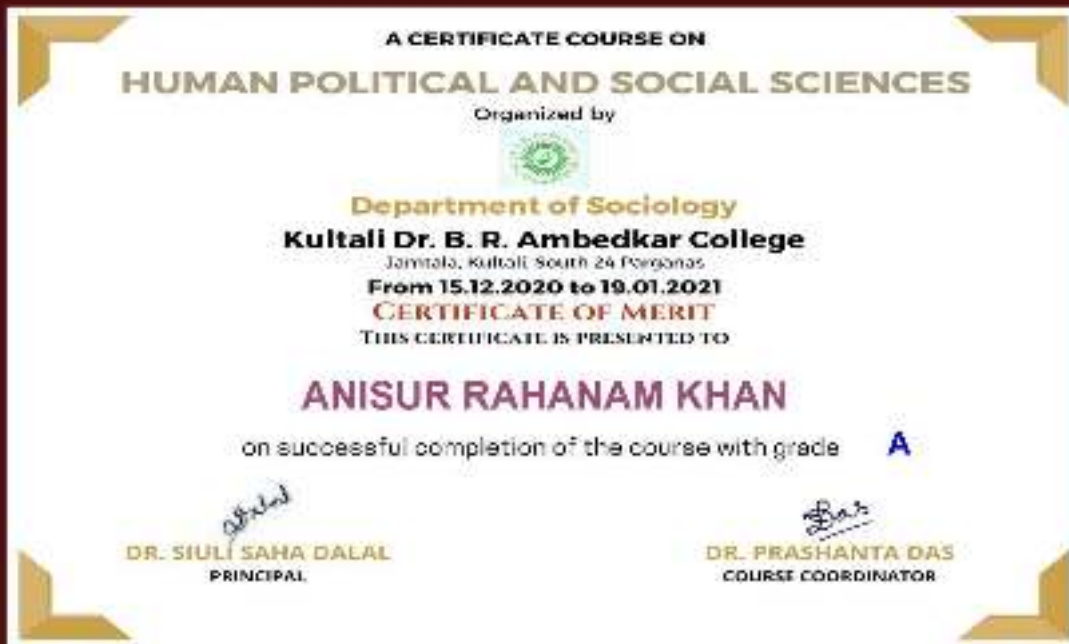 A CERTIFICATE COURSE ON
HUMAN POLITICAL AND SOCIAL SCIENCES
Organized by
Department of Sociology
Kultali Dr. B. R. Ambedkar College
Jamtala, Kultali, South 24 Parganas
From 15.12.2020 to 19.01.2021
CERTIFICATE OF MERIT
THIS CERTIFICATE IS PRESENTED TO
ANISUR RAHANAM KHAN
on successful completion of the course with grade A
DR. SIULI SAHA DALAL
PRINCIPAL
Das
DR. PRASHANTA DAS
COURSE COORDINATOR